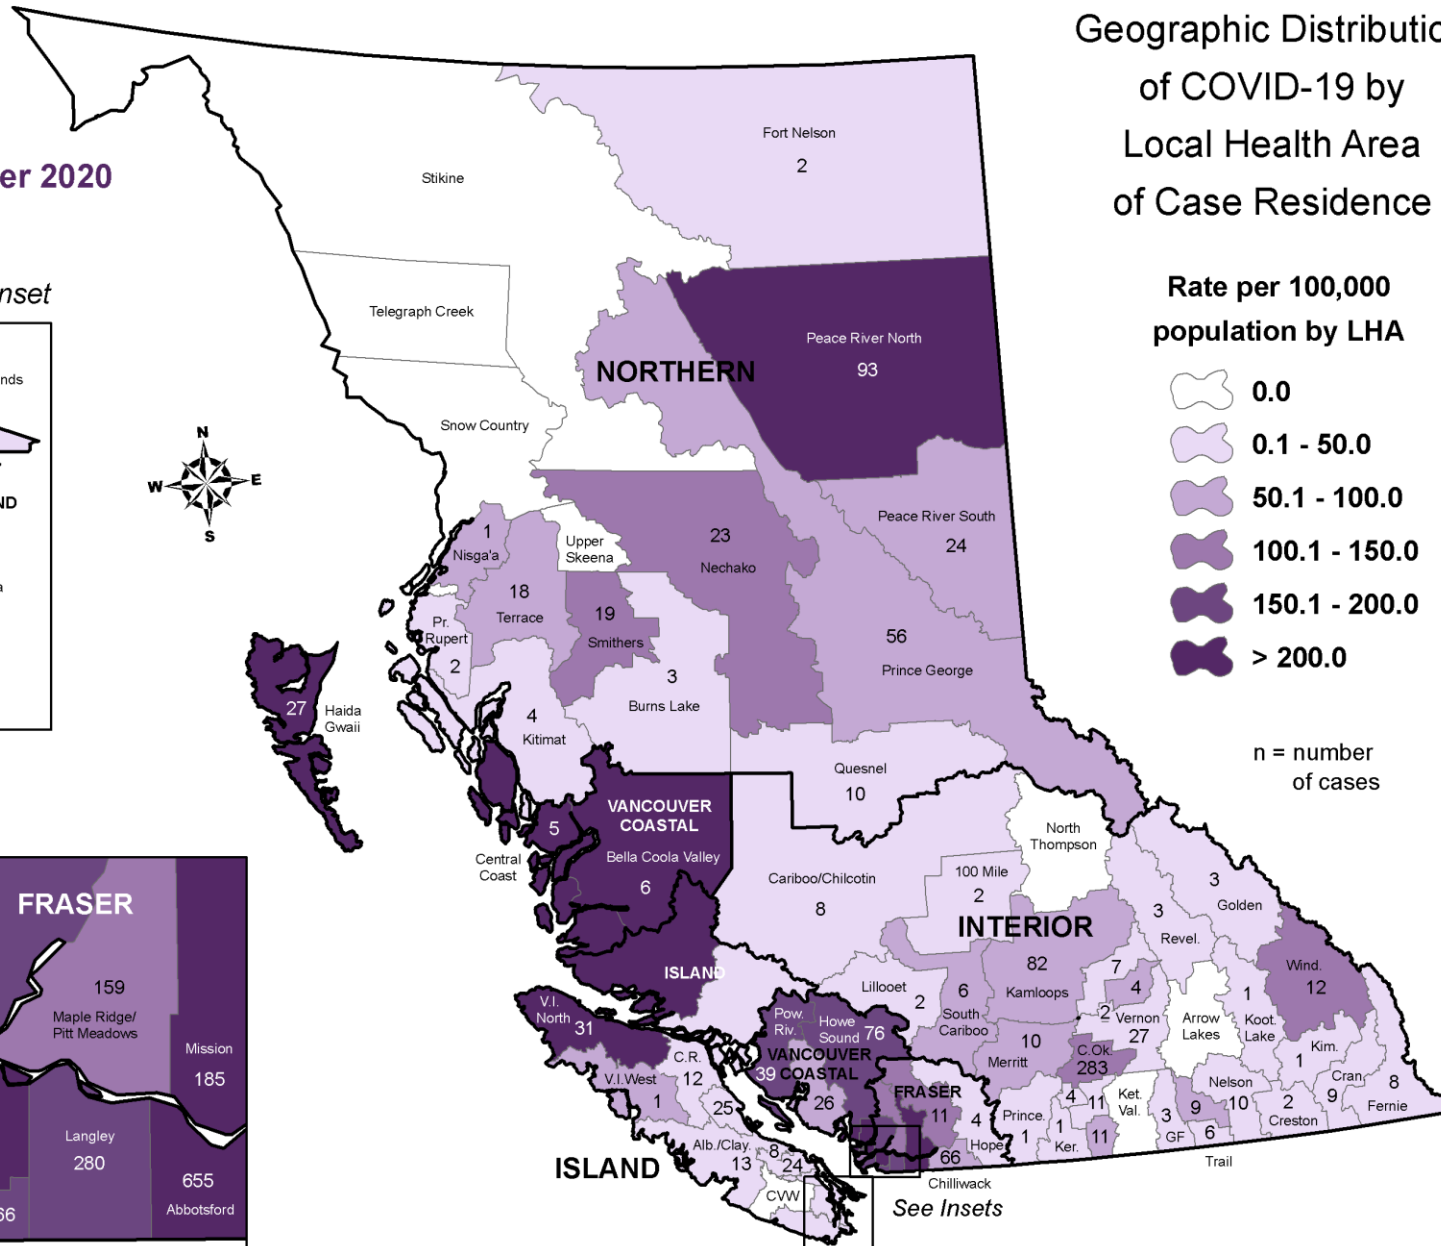 Geographic Distributio
of COVID-19 by
Local Health Area
of Case Residence
er 2020
nset
nds
ND
a
N
W
E
S
Rate per 100,000
population by LHA
0.0
0.1 - 50.0
50.1 - 100.0
100.1 - 150.0
150.1 - 200.0
> 200.0
n = number
of cases
Fort Nelson
2
Stikine
Telegraph Creek
Snow Country
NORTHERN
Peace River North
93
Peace River South
24
1
Nisga'a
Upper
Skeena
23
Nechako
18
Terrace
19
Smithers
Pr.
Rupert
2
3
Burns Lake
56
Prince George
27
Haida
Gwaii
4
Kitimat
Quesnel
10
VANCOUVER
COASTAL
5
Central
Coast
Bella Coola Valley
6
North
Thompson
Cariboo/Chilcotin
8
100 Mile
2
INTERIOR
3
Golden
3
Revel.
ISLAND
Wind.
12
82
Kamloops
7
4
2
Vernon
27
Lillooet
2
6
South
Cariboo
Arrow
Lakes
1
Koot.
Lake
V.I.
North
31
Pow.
Riv.
Howe
Sound
76
VANCOUVER
COASTAL
39
26
10
Merritt
C.Ok.
283
Kim.
1
C.R.
12
V.I.West
1
25
FRASER
11
4
Hope
Prince.
1
4
11
1
Ker.
11
Ket.
Val.
3
GF
9
6
Nelson
10
Cran.
9
2
Creston
8
Fernie
Trail
Alb./Clay.
13
8
3
24
CVW
ISLAND
66
Chilliwack
See Insets
FRASER
159
Maple Ridge/
Pitt Meadows
Mission
185
Langley
280
655
Abbotsford
66